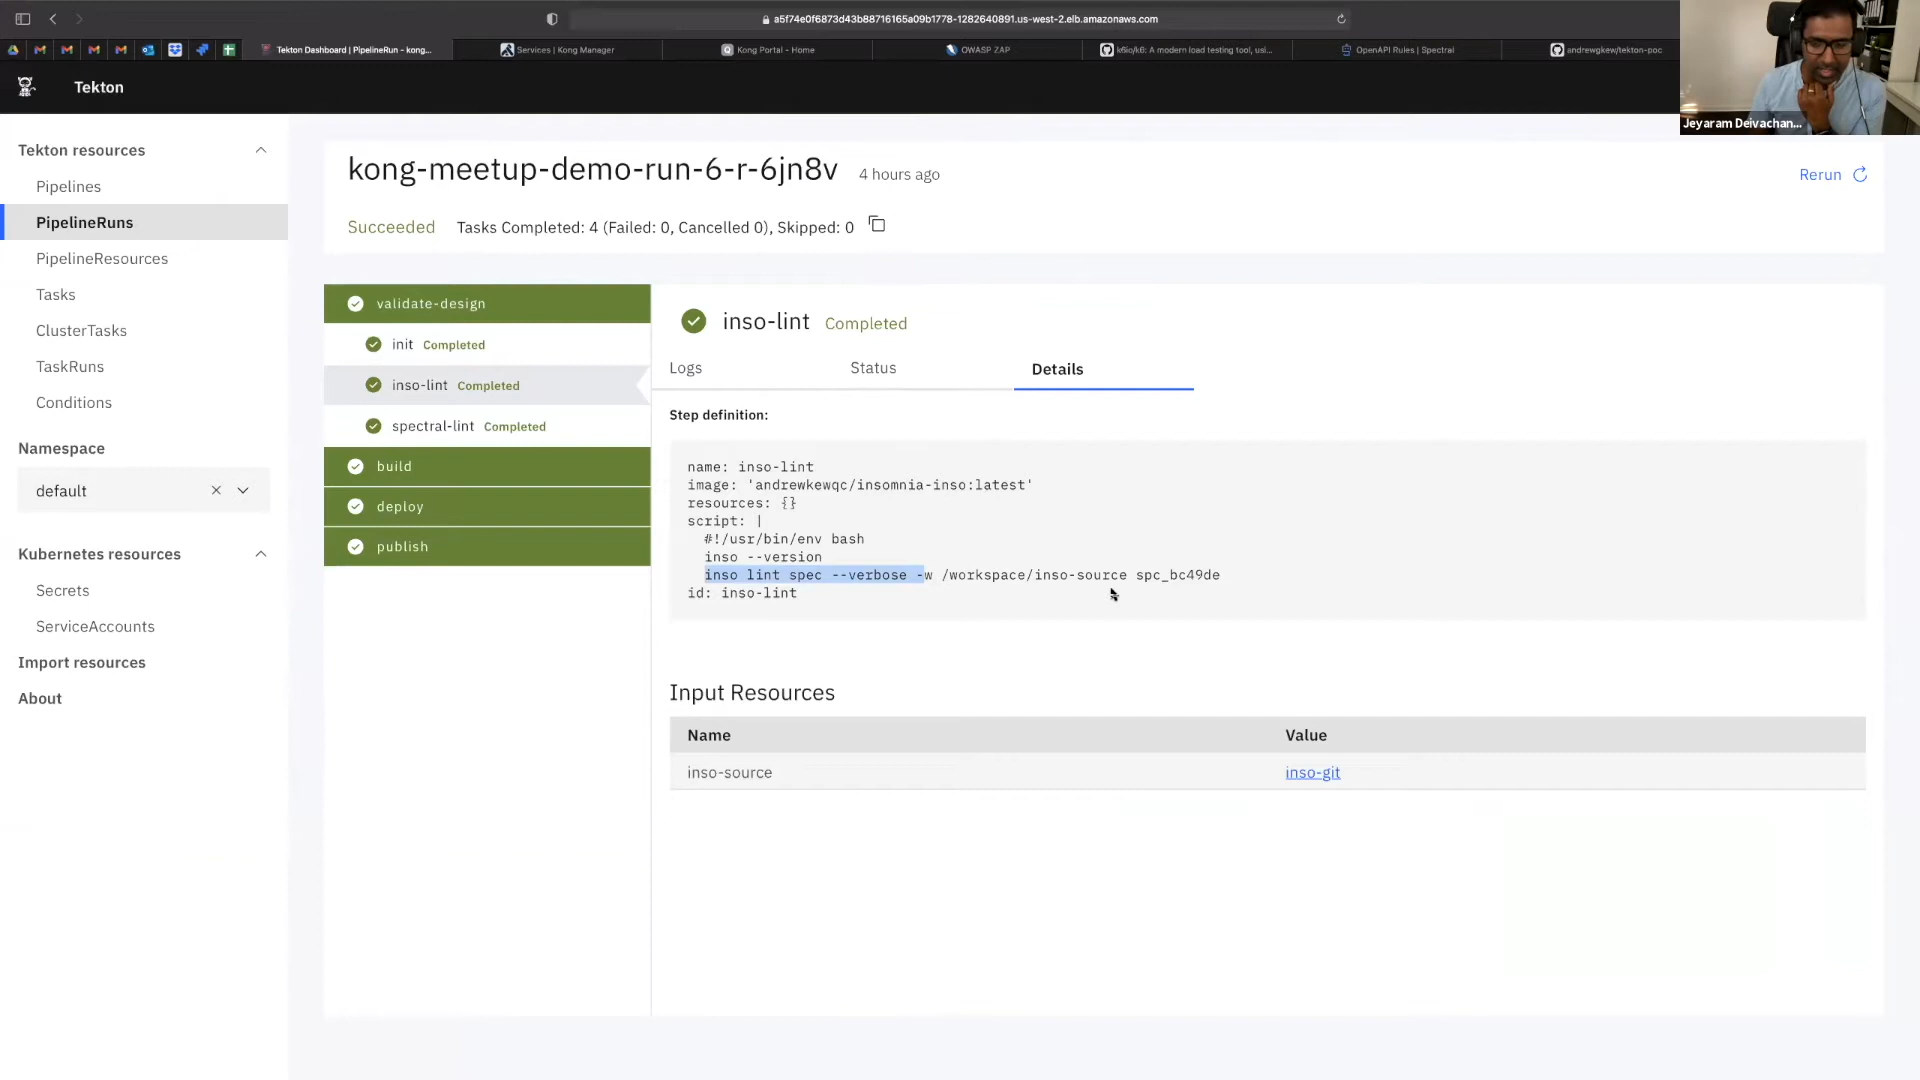 a5f74e0f6873d43b88716165a09b1778-1282640891.us-west-2.elb.amazonaws.com
Tekton Dashboard | PipelineRun - kong...
Services | Kong Manager
Kong Portal - Home
OWASP ZAP
k6io/k6: A modern load testing tool, usi...
OpenAPI Rules | Spectral
andrewgkew/tekton-poc
Tekton
Jeyaram Deivachan...
Tekton resources
Pipelines
PipelineRuns
PipelineResources
Tasks
ClusterTasks
TaskRuns
Conditions
Namespace
default
Kubernetes resources
Secrets
ServiceAccounts
Import resources
About
kong-meetup-demo-run-6-r-6jn8v 4 hours ago
Rerun
Succeeded Tasks Completed: 4 (Failed: 0, Cancelled 0), Skipped: 0
validate-design
init Completed
inso-lint Completed
spectral-lint Completed
build
deploy
publish
inso-lint Completed
Logs Status Details
Step definition:
name: inso-lint
image: 'andrewkewqc/insomnia-inso:latest'
resources: {}
script: |
#!/usr/bin/env bash
inso --version
inso lint spec --verbose -w /workspace/inso-source spc_bc49de
id: inso-lint
Input Resources
Name Value
inso-source inso-git